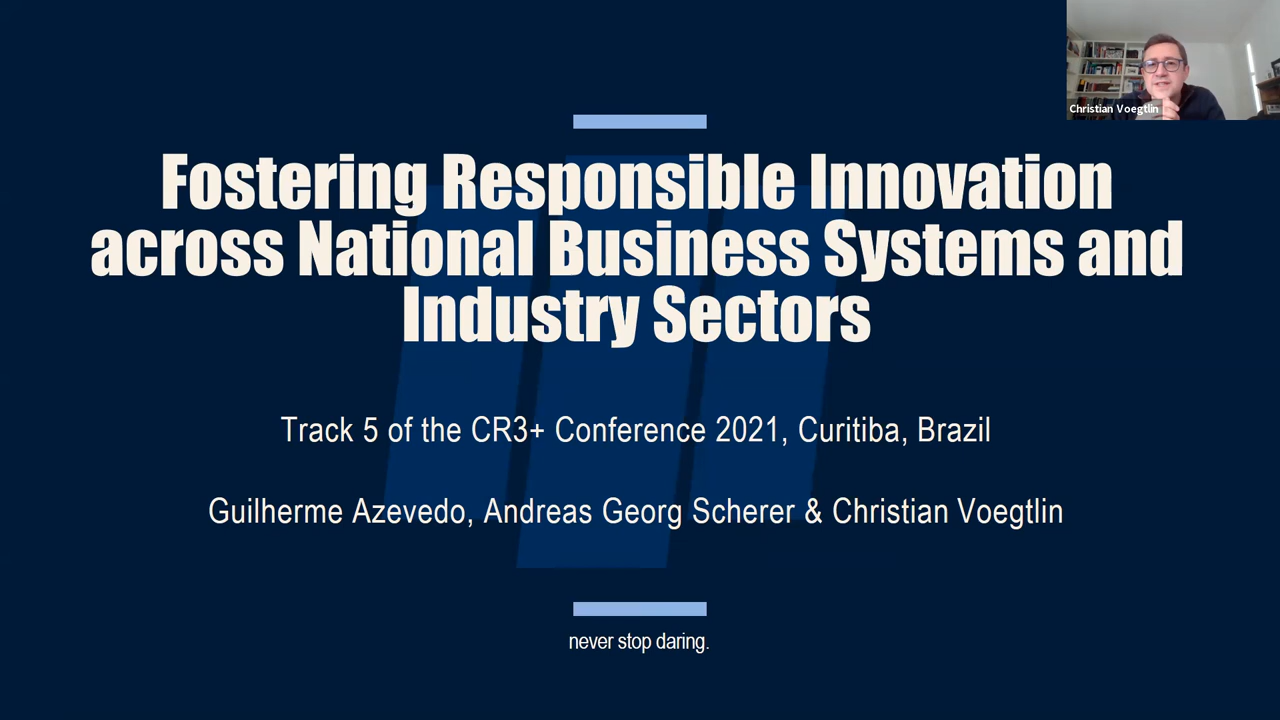 Christian Voegtlin
Fostering Responsible Innovation
across National Business Systems and
Industry Sectors
Track 5 of the CR3+ Conference 2021, Curitiba, Brazil
Guilherme Azevedo, Andreas Georg Scherer & Christian Voegtlin
never stop daring.